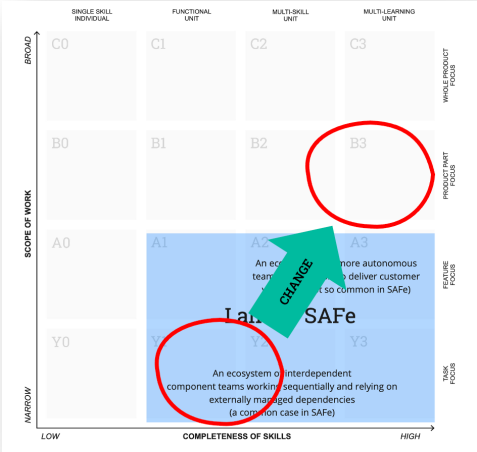 SINGLE SKILL
INDIVIDUAL
FUNCTIONAL
UNIT
MULTI-SKILL
UNIT
MULTI-LEARNING
UNIT
BROAD
C0 C1 C2 C3
WHOLE PRODUCT
FOCUS
B0 B1 B2 B3
PRODUCT PART
FOCUS
SCOPE OF WORK
A0 A1 A2 A3
FEATURE
FOCUS
An more autonomous
to deliver customer
so common in SAFe)
CHANGE
SAFe
Y0 Y2 Y3
TASK
FOCUS
An ecosystem of interdependent
component teams working sequentially and relying on
externally managed dependencies
(a common case in SAFe)
NARROW
LOW COMPLETENESS OF SKILLS HIGH